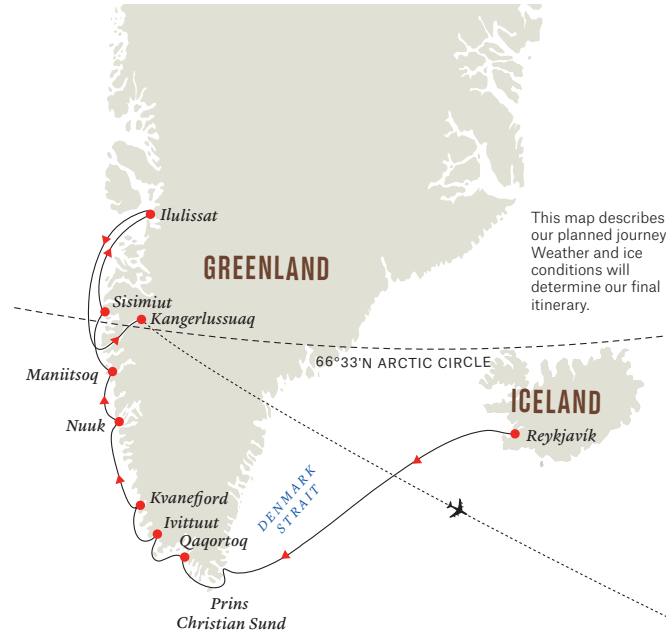 Ilulissat
GREENLAND
This map describes
our planned journey
Weather and ice
conditions will
determine our final
itinerary.
Sisimiut
Kangerlussuaq
66°33'N ARCTIC CIRCLE
Maniitsoq
ICELAND
Nuuk
Reykjavík
DENMARK
STRAIT
Kvanefjord
Ivittuut
Qaqortoq
Prins
Christian Sund